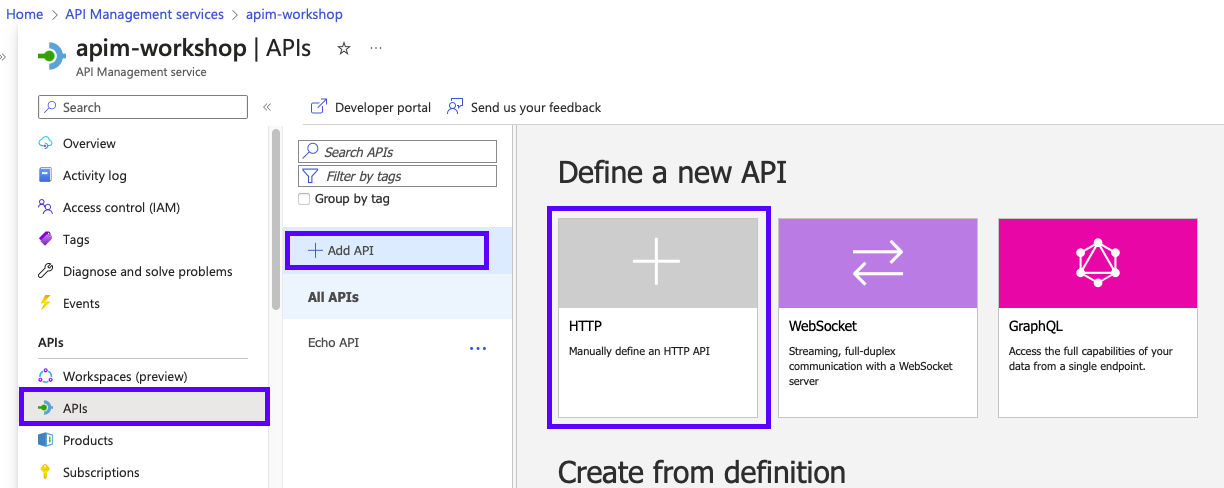 Home > API Management services > apim-workshop
»
apim-workshop | APIs ☆ ···
API Management service
Search «
Overview
Activity log
Access control (IAM)
Tags
Diagnose and solve problems
Events
APIs
Workspaces (preview)
APIs
Products
Subscriptions
Developer portal Send us your feedback
Search APIs
Filter by tags
Group by tag
+ Add API
All APIs
Echo API ...
Define a new API
HTTP
Manually define an HTTP API
WebSocket
Streaming, full-duplex
communication with a WebSocket
server
GraphQL
Access the full capabilities of your
data from a single endpoint.
Create from definition